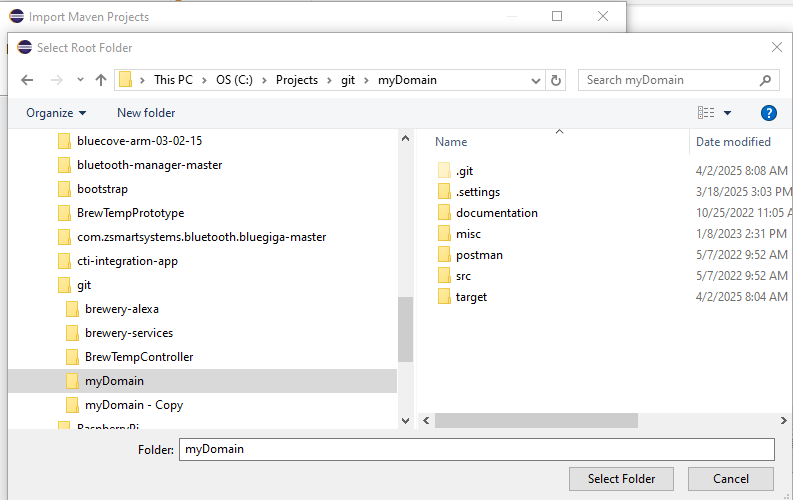 Import Maven Projects
Select Root Folder
This PC > OS (C:) > Projects > git > myDomain
Search myDomain
Organize
New folder
bluecove-arm-03-02-15
bluetooth-manager-master
bootstrap
BrewTempPrototype
com.zsmartsystems.bluetooth.bluegiga-master
cti-integration-app
git
brewery-alexa
brewery-services
BrewTempController
myDomain
myDomain - Copy
RaspberryPi
Name Date modified
.git 4/2/2025 8:08 AM
.settings 3/18/2025 3:03 PM
documentation 10/25/2022 11:05 A
misc 1/8/2023 2:31 PM
postman 5/7/2022 9:52 AM
src 5/7/2022 9:52 AM
target 4/2/2025 8:04 AM
Folder: myDomain
Select Folder Cancel